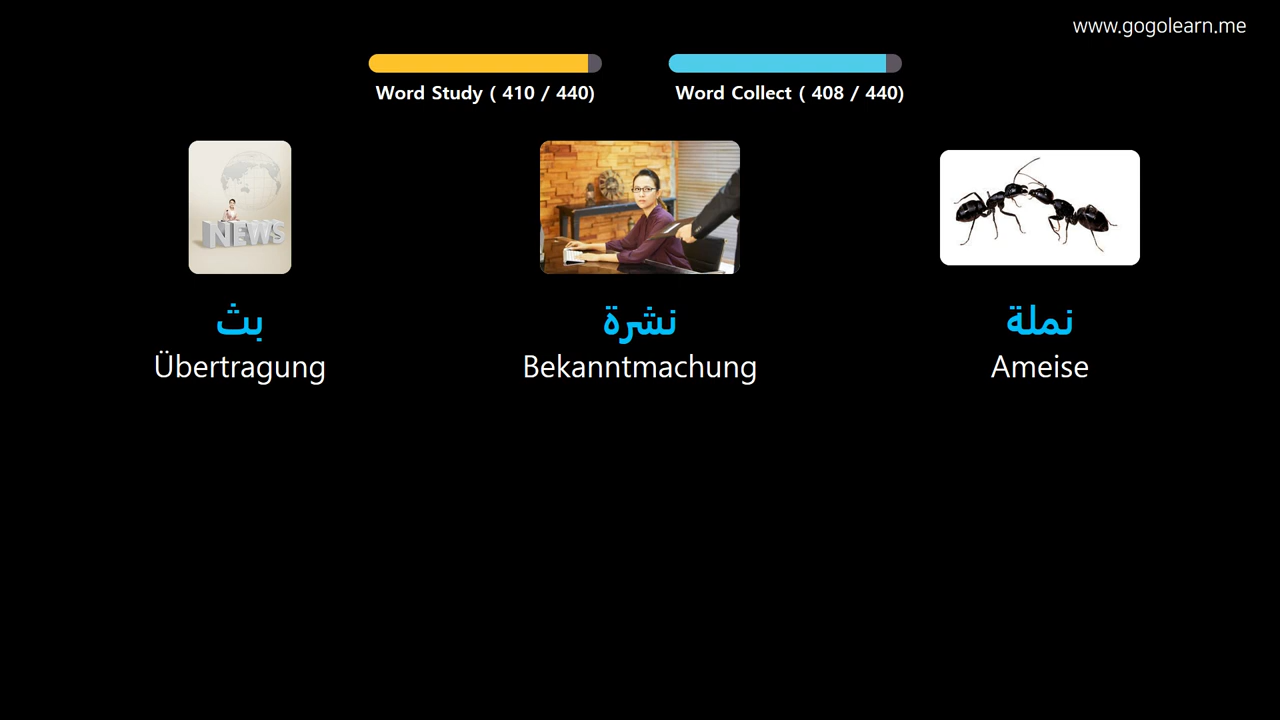 www.gogolearn.me
Word Study ( 410 / 440)
Word Collect ( 408 / 440)
NEWS
بث
نشرة
نملة
Übertragung
Bekanntmachung
Ameise